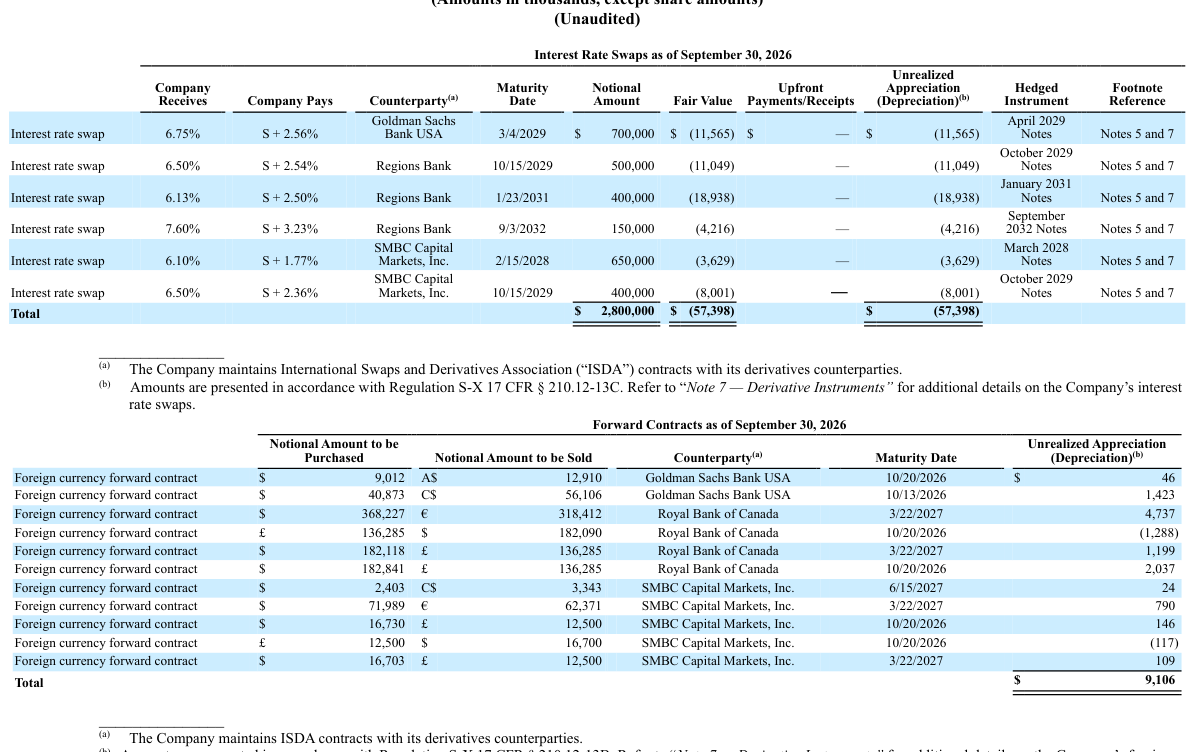 (Amounts in thousands, except share amounts)
(Unaudited)
Interest Rate Swaps as of September 30, 2026
Company Receives Company Pays Counterparty(a) Maturity Date Notional Amount Fair Value Upfront Payments/Receipts Unrealized Appreciation (Depreciation)(b) Hedged Instrument Footnote Reference
Interest rate swap 6.75% S + 2.56% Goldman Sachs Bank USA 3/4/2029 $ 700,000 $ (11,565) $ — $ (11,565) April 2029 Notes Notes 5 and 7
Interest rate swap 6.50% S + 2.54% Regions Bank 10/15/2029 500,000 (11,049) — (11,049) October 2029 Notes Notes 5 and 7
Interest rate swap 6.13% S + 2.50% Regions Bank 1/23/2031 400,000 (18,938) — (18,938) January 2031 Notes Notes 5 and 7
Interest rate swap 7.60% S + 3.23% Regions Bank 9/3/2032 150,000 (4,216) — (4,216) September 2032 Notes Notes 5 and 7
Interest rate swap 6.10% S + 1.77% SMBC Capital Markets, Inc. 2/15/2028 650,000 (3,629) — (3,629) March 2028 Notes Notes 5 and 7
Interest rate swap 6.50% S + 2.36% SMBC Capital Markets, Inc. 10/15/2029 400,000 (8,001) — (8,001) October 2029 Notes Notes 5 and 7
Total $ 2,800,000 $ (57,398) $ (57,398)
(a) The Company maintains International Swaps and Derivatives Association (“ISDA”) contracts with its derivatives counterparties.
(b) Amounts are presented in accordance with Regulation S-X 17 CFR § 210.12-13C. Refer to “Note 7 — Derivative Instruments” for additional details on the Company’s interest
rate swaps.
Forward Contracts as of September 30, 2026
Notional Amount to be Purchased Notional Amount to be Sold Counterparty(a) Maturity Date Unrealized Appreciation (Depreciation)(b)
Foreign currency forward contract $ 9,012 A$ 12,910 Goldman Sachs Bank USA 10/20/2026 $ 46
Foreign currency forward contract $ 40,873 C$ 56,106 Goldman Sachs Bank USA 10/13/2026 1,423
Foreign currency forward contract $ 368,227 € 318,412 Royal Bank of Canada 3/22/2027 4,737
Foreign currency forward contract £ 136,285 $ 182,090 Royal Bank of Canada 10/20/2026 (1,288)
Foreign currency forward contract $ 182,118 £ 136,285 Royal Bank of Canada 3/22/2027 1,199
Foreign currency forward contract $ 182,841 £ 136,285 Royal Bank of Canada 10/20/2026 2,037
Foreign currency forward contract $ 2,403 C$ 3,343 SMBC Capital Markets, Inc. 6/15/2027 24
Foreign currency forward contract $ 71,989 € 62,371 SMBC Capital Markets, Inc. 3/22/2027 790
Foreign currency forward contract $ 16,730 £ 12,500 SMBC Capital Markets, Inc. 10/20/2026 146
Foreign currency forward contract £ 12,500 $ 16,700 SMBC Capital Markets, Inc. 10/20/2026 (117)
Foreign currency forward contract $ 16,703 £ 12,500 SMBC Capital Markets, Inc. 3/22/2027 109
Total $ 9,106
(a) The Company maintains ISDA contracts with its derivatives counterparties.